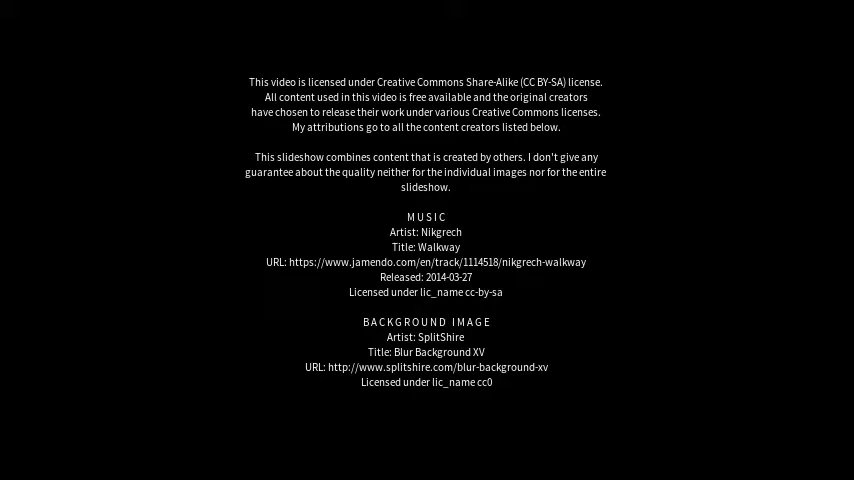 This video is licensed under Creative Commons Share-Alike (CC BY-SA) license.
All content used in this video is free available and the original creators
have chosen to release their work under various Creative Commons licenses.
My attributions go to all the content creators listed below.
This slideshow combines content that is created by others. I don't give any
guarantee about the quality neither for the individual images nor for the entire
slideshow.
MUSIC
Artist: Nikgrech
Title: Walkway
URL: https://www.jamendo.com/en/track/1114518/nikgrech-walkway
Released: 2014-03-27
Licensed under lic_name cc-by-sa
BACKGROUND IMAGE
Artist: SplitShire
Title: Blur Background XV
URL: http://www.splitshire.com/blur-background-xv
Licensed under lic_name cc0